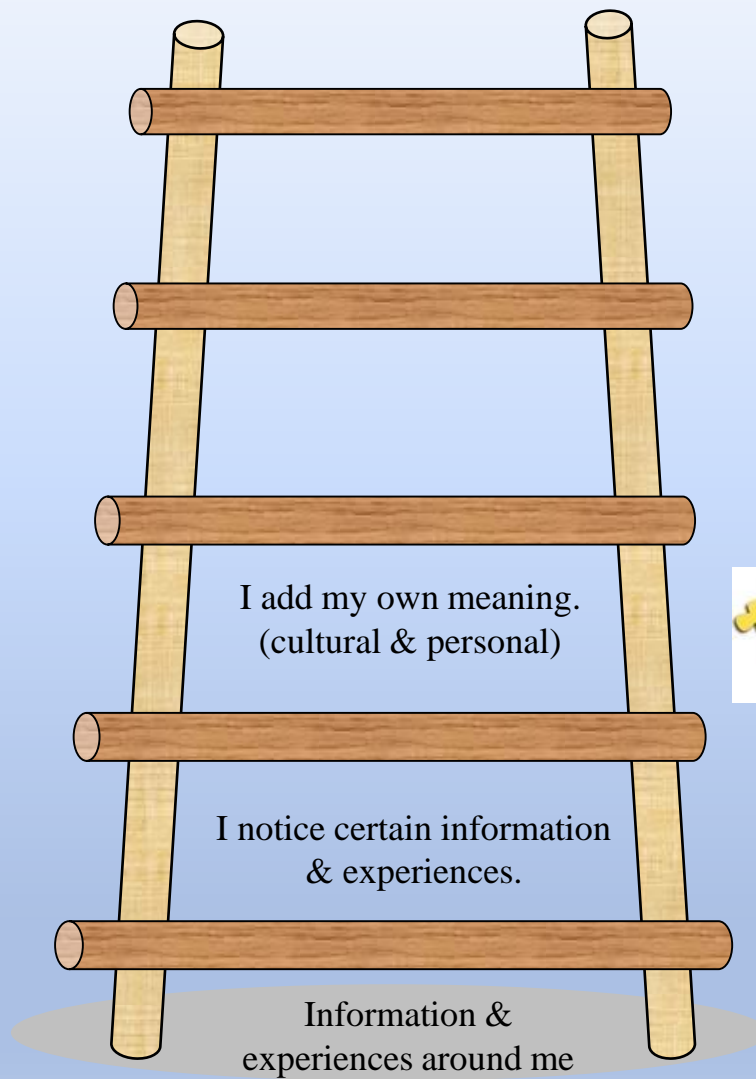 I add my own meaning.
(cultural & personal)
I notice certain information
& experiences.
Information &
experiences around me